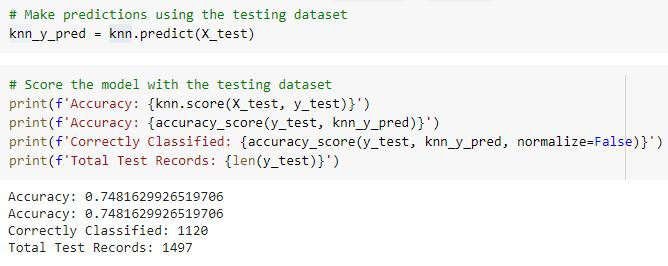 # Make predictions using the testing dataset
knn_y_pred = knn.predict(X_test)
# Score the model with the testing dataset
print(f'Accuracy: {knn.score(X_test, y_test)}')
print(f'Accuracy: {accuracy_score(y_test, knn_y_pred)}')
print(f'Correctly Classified: {accuracy_score(y_test, knn_y_pred, normalize=False)}')
print(f'Total Test Records: {len(y_test)}')
Accuracy: 0.7481629926519706
Accuracy: 0.7481629926519706
Correctly Classified: 1120
Total Test Records: 1497